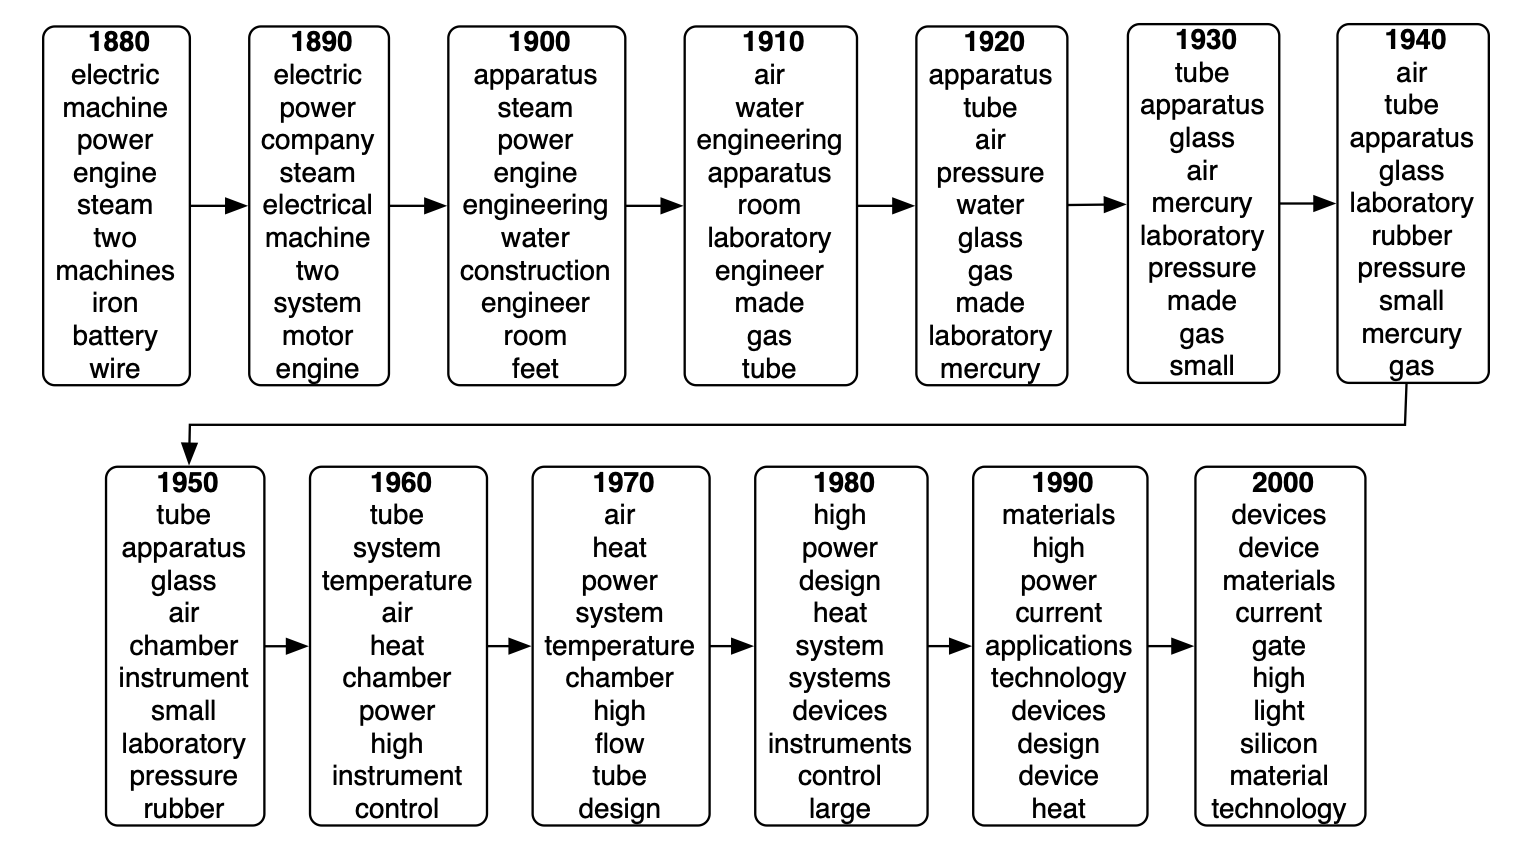 1880
electric
machine
power
engine
steam
two
machines
iron
battery
wire
1890
electric
power
company
steam
electrical
machine
two
system
motor
engine
1900
apparatus
steam
power
engine
engineering
water
construction
engineer
room
feet
1910
air
water
engineering
apparatus
room
laboratory
engineer
made
gas
tube
1920
apparatus
tube
air
pressure
water
glass
gas
made
laboratory
mercury
1930
tube
apparatus
glass
air
mercury
laboratory
pressure
made
gas
small
1940
air
tube
apparatus
glass
laboratory
rubber
pressure
small
mercury
gas
1950
tube
apparatus
glass
air
chamber
instrument
small
laboratory
pressure
rubber
1960
tube
system
temperature
air
heat
chamber
power
high
instrument
control
1970
air
heat
power
system
temperature
chamber
high
flow
tube
design
1980
high
power
design
heat
system
systems
devices
instruments
control
large
1990
materials
high
power
current
applications
technology
devices
design
device
heat
2000
devices
device
materials
current
gate
high
light
silicon
material
technology